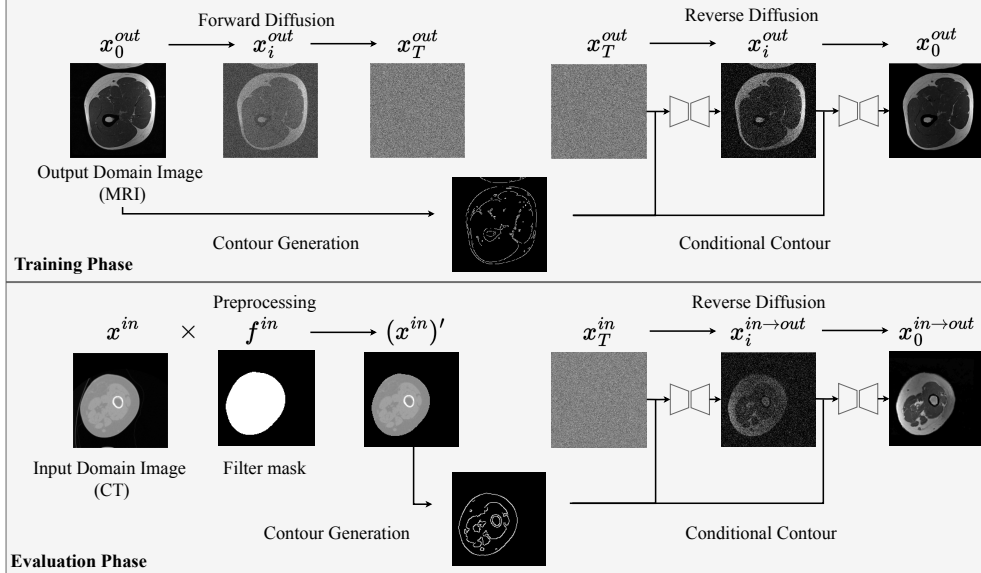 Forward Diffusion
Reverse Diffusion
x_0^{out} x_i^{out} x_T^{out}
x_T^{out} x_i^{out} x_0^{out}
Output Domain Image
(MRI)
Contour Generation
Conditional Contour
Training Phase
Preprocessing
Reverse Diffusion
x^{in} × f^{in} (x^{in})′
x_T^{in} x_i^{in→out} x_0^{in→out}
Input Domain Image
(CT)
Filter mask
Contour Generation
Conditional Contour
Evaluation Phase